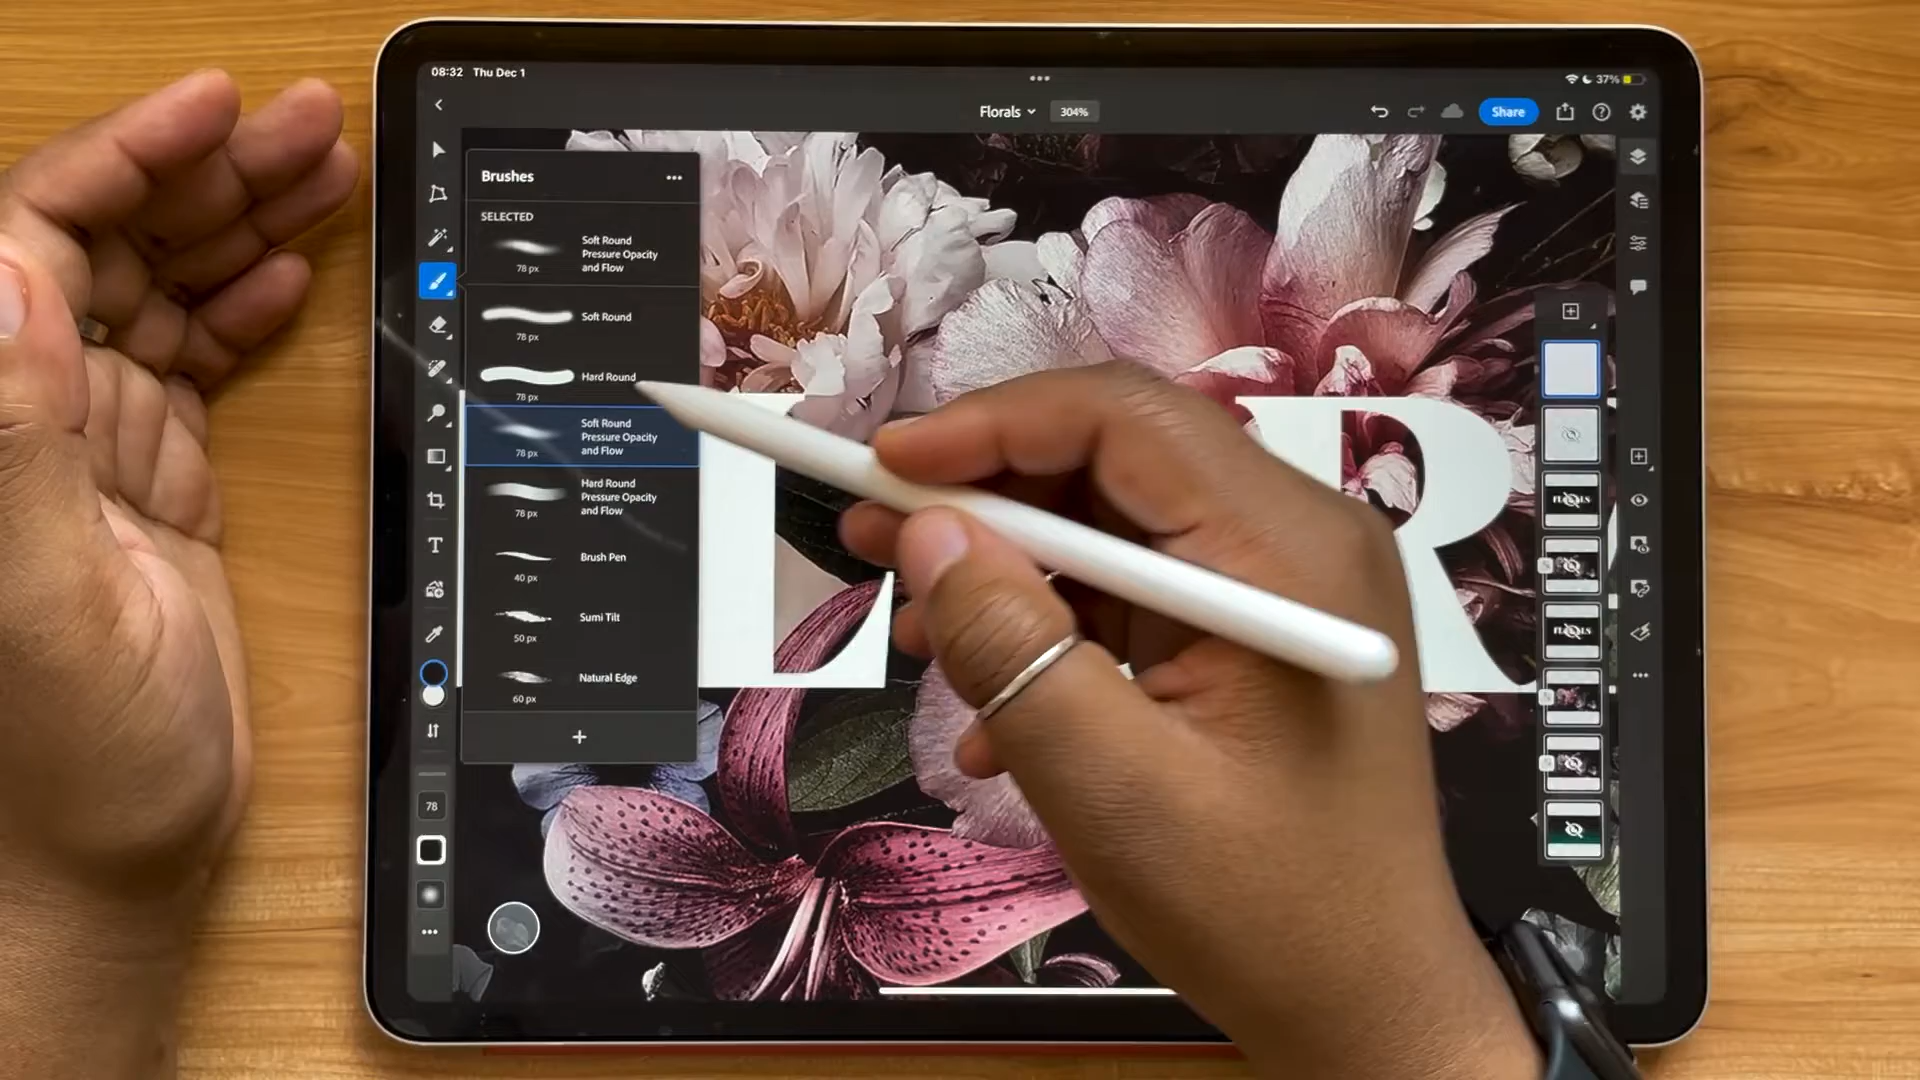 08:32 Thu Dec 1
37%
Florals
304%
Share
Brushes
SELECTED
Soft Round
Pressure Opacity
and Flow
78 px
Soft Round
78 px
Hard Round
78 px
Soft Round
Pressure Opacity
and Flow
78 px
Hard Round
Pressure Opacity
and Flow
78 px
Brush Pen
40 px
Sumi Tilt
50 px
Natural Edge
60 px
+
T
78
L R